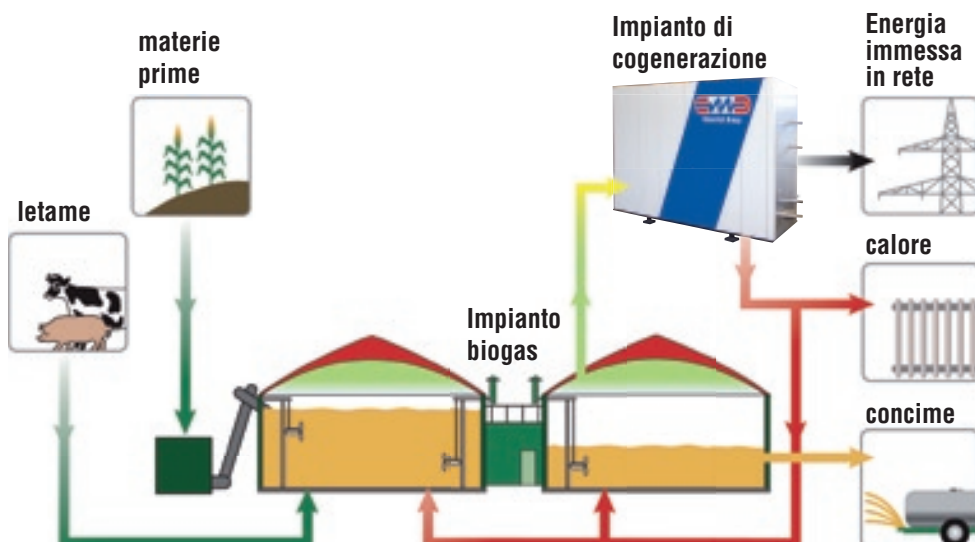 materie
prime
letame
Impianto
biogas
Impianto di
cogenerazione
Energia
immessa
in rete
calore
concime